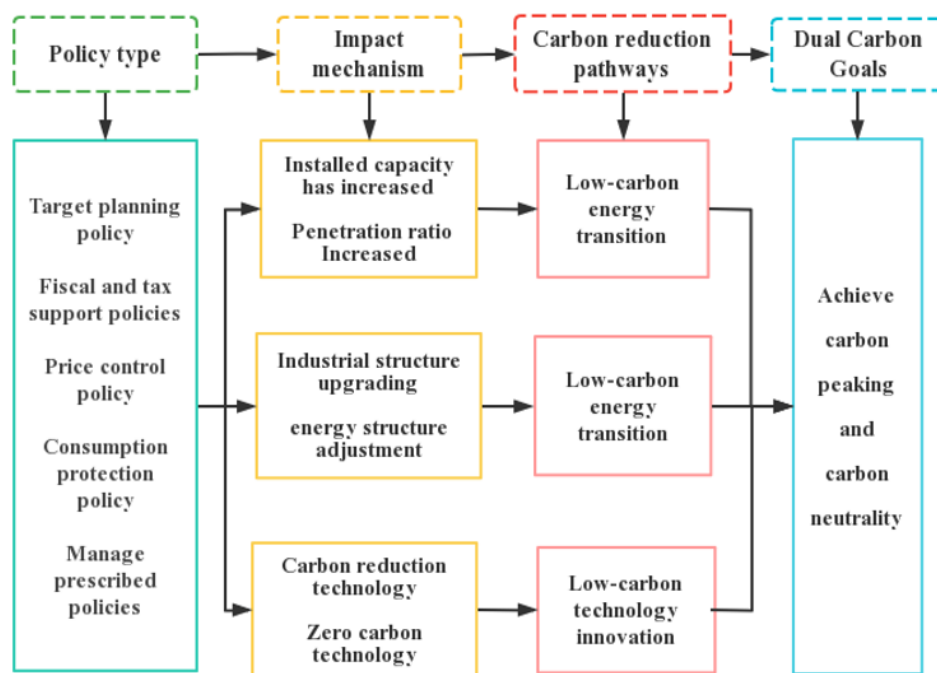 Policy type
Impact
mechanism
Carbon reduction
pathways
Dual Carbon
Goals
Target planning
policy
Fiscal and tax
support policies
Price control
policy
Consumption
protection
policy
Manage
prescribed
policies
Installed capacity
has increased
Penetration ratio
Increased
Industrial structure
upgrading
energy structure
adjustment
Carbon reduction
technology
Zero carbon
technology
Low-carbon
energy
transition
Low-carbon
energy
transition
Low-carbon
technology
innovation
Achieve
carbon
peaking
and
carbon
neutrality